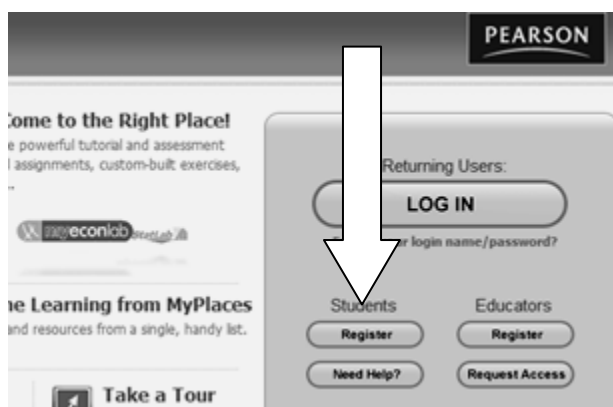 PEARSON
Come to the Right Place!
e powerful tutorial and assessment
assignments, custom-built exercises,
..
myeconlab
ne Learning from MyPlaces
and resources from a single, handy list.
Take a Tour
Returning Users:
LOG IN
r login name/password?
Students
Register
Need Help?
Educators
Register
Request Access